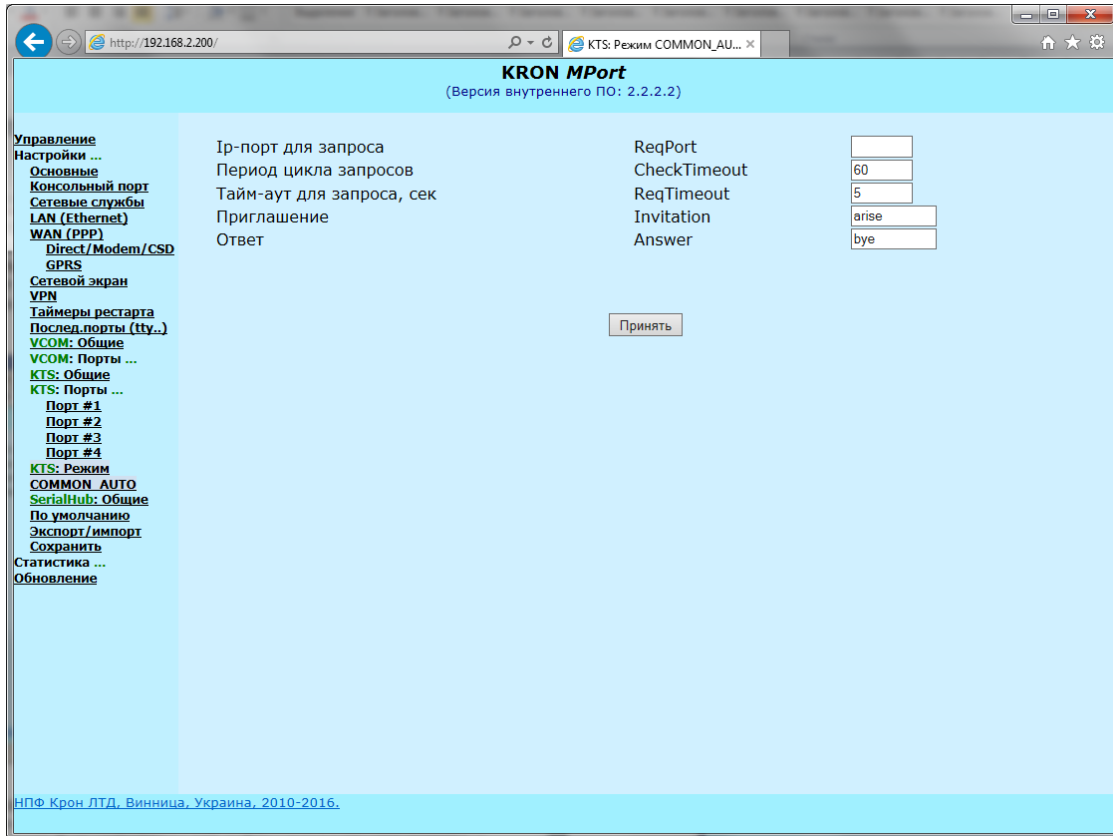 http://192.168.2.200/
KTS: Режим COMMON_AU...
KRON MPort
(Версия внутреннего ПО: 2.2.2.2)
Управление
Настройки ...
Основные
Консольный порт
Сетевые службы
LAN (Ethernet)
WAN (PPP)
Direct/Modem/CSD
GPRS
Сетевой экран
VPN
Таймеры рестарта
Послед.порты (tty..)
VCOM: Общие
VCOM: Порты ...
KTS: Общие
KTS: Порты ...
Порт #1
Порт #2
Порт #3
Порт #4
KTS: Режим
COMMON_AUTO
SerialHub: Общие
По умолчанию
Экспорт/импорт
Сохранить
Статистика ...
Обновление
Ip-порт для запроса ReqPort
Период цикла запросов CheckTimeout 60
Тайм-аут для запроса, сек ReqTimeout 5
Приглашение Invitation arise
Ответ Answer bye
Принять
НПФ Крон ЛТД, Винница, Украина, 2010-2016.